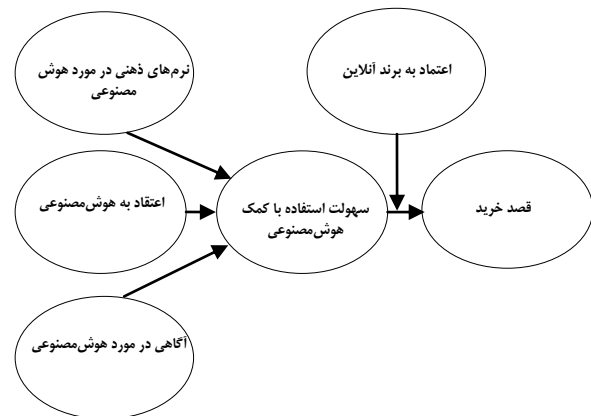 نرم‌های ذهنی در مورد هوش
مصنوعی
اعتماد به برند آنلاین
اعتقاد به هوش‌مصنوعی
سهولت استفاده با کمک
هوش‌مصنوعی
قصد خرید
آگاهی در مورد هوش‌مصنوعی